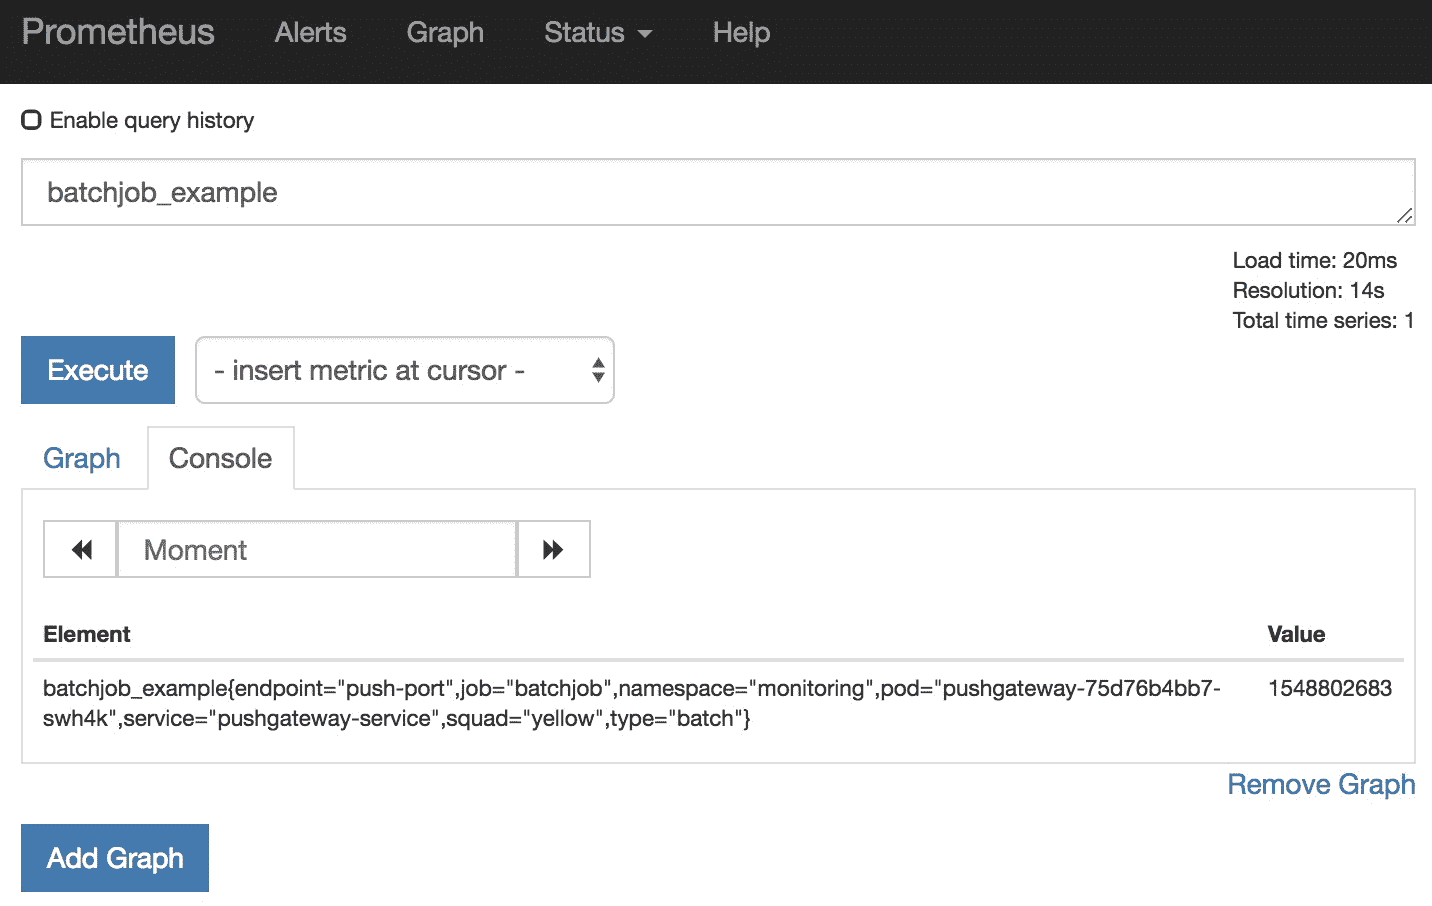 Prometheus Alerts Graph Status Help
Enable query history
batchjob_example
Load time: 20ms
Resolution: 14s
Total time series: 1
Execute - insert metric at cursor -
Graph Console
Moment
Element Value
batchjob_example{endpoint="push-port",job="batchjob",namespace="monitoring",pod="pushgateway-75d76b4bb7- 1548802683
swh4k",service="pushgateway-service",squad="yellow",type="batch"}
Remove Graph
Add Graph